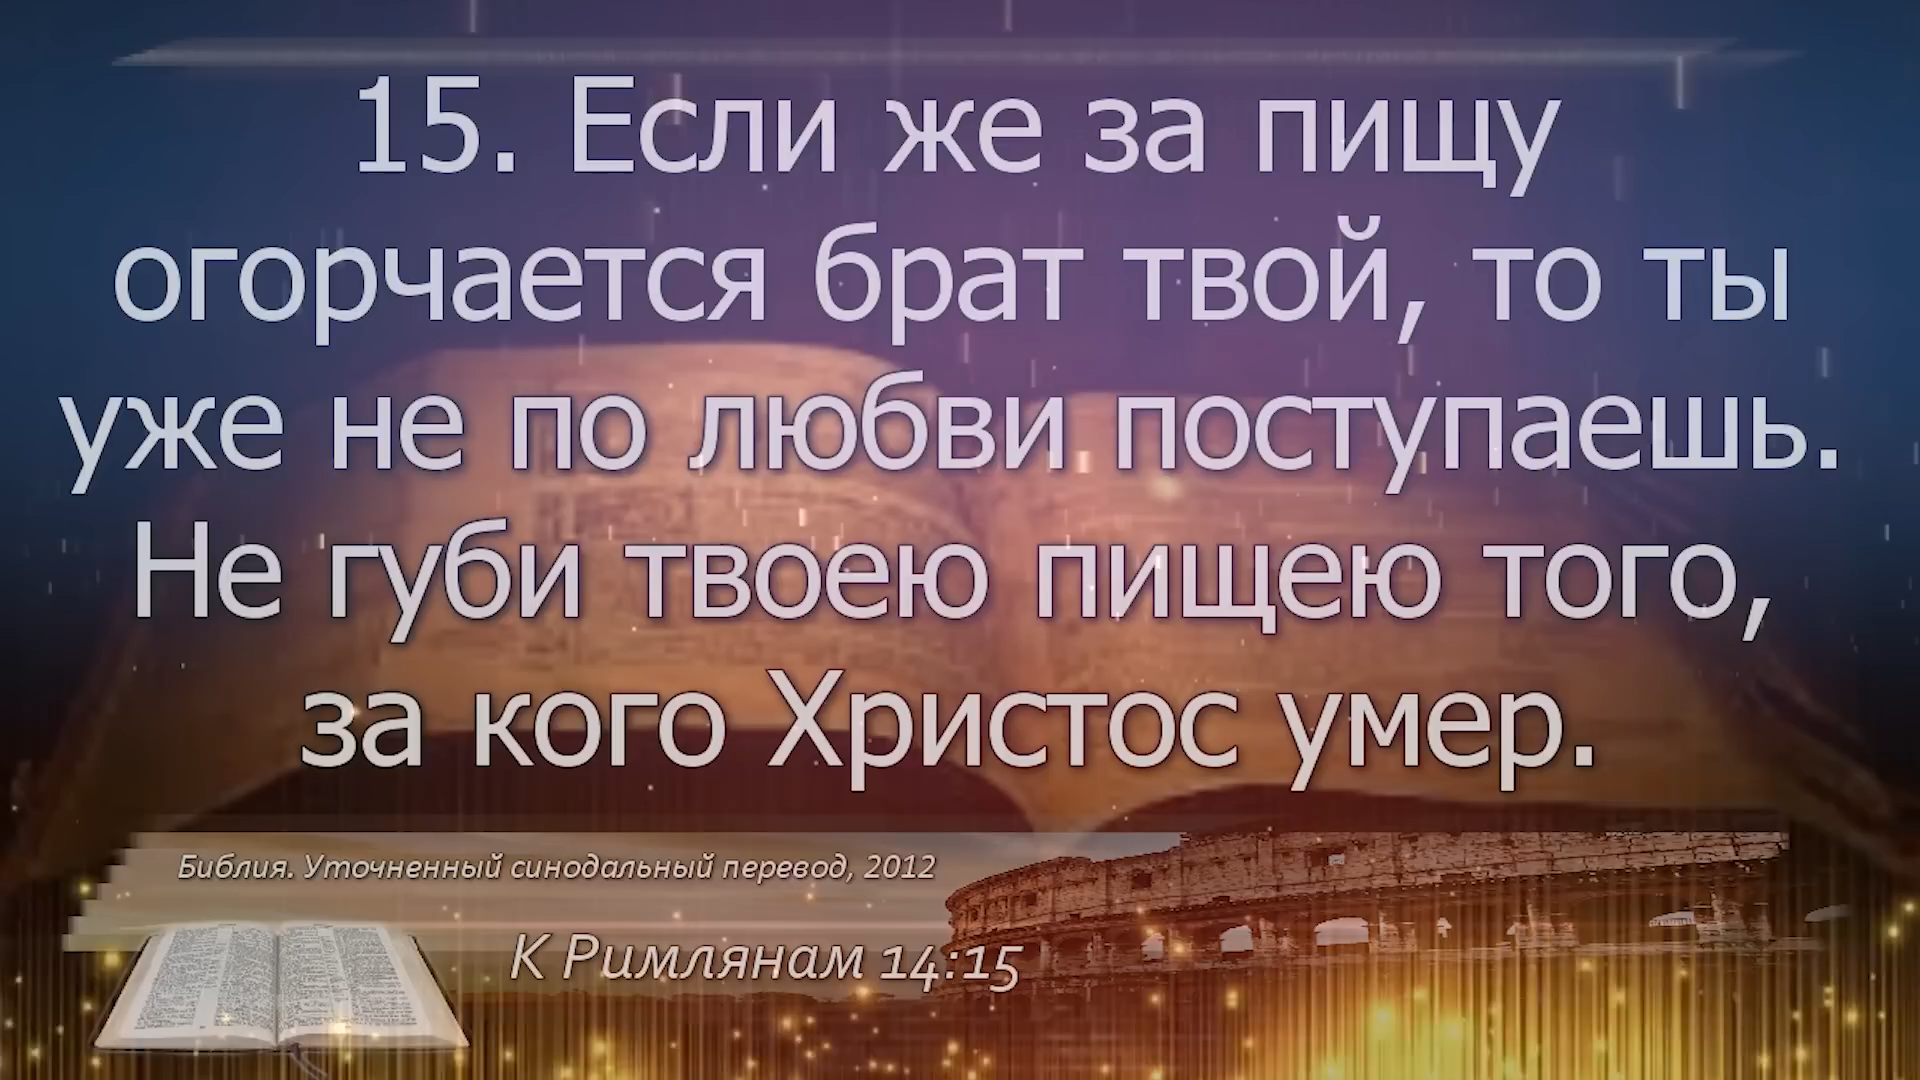 15. Если же за пищу
огорчается брат твой, то ты
уже не по любви поступаешь.
Не губи твоею пищею того,
за кого Христос умер.
Библия. Уточненный синодальный перевод, 2012
К Римлянам 14:15